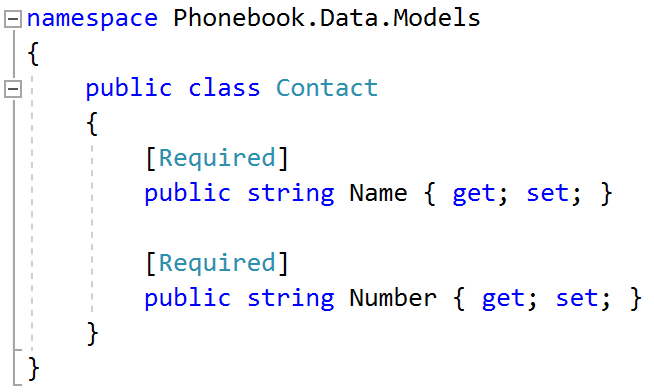 namespace Phonebook.Data.Models
{
    public class Contact
    {
        [Required]
        public string Name { get; set; }

        [Required]
        public string Number { get; set; }
    }
}